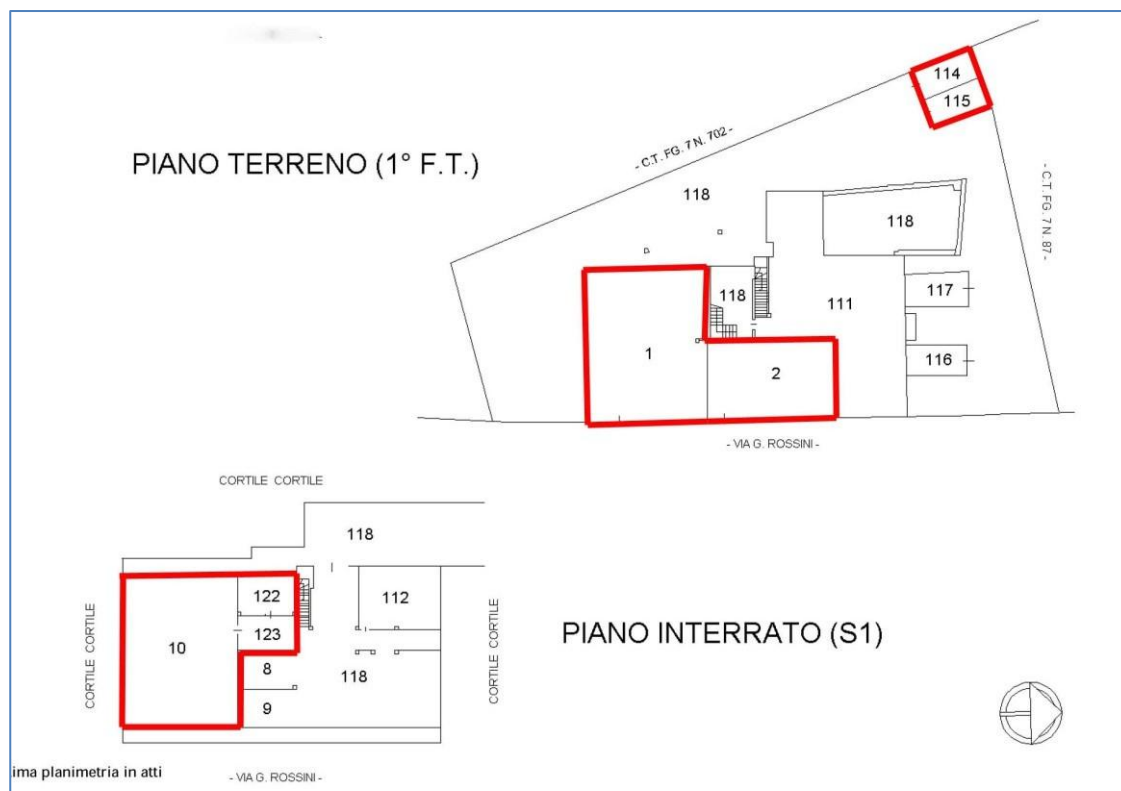 114
115
- C.T. FG. 7 N. 702 -
PIANO TERRENO (1° F.T.)
- C.T. FG. 7 N. 87 -
118
118
118
117
111
1
2
116
- VIA G. ROSSINI -
CORTILE CORTILE
118
122
112
CORTILE CORTILE
10
123
CORTILE CORTILE
PIANO INTERRATO (S1)
8
118
9
ima planimetria in atti
- VIA G. ROSSINI -